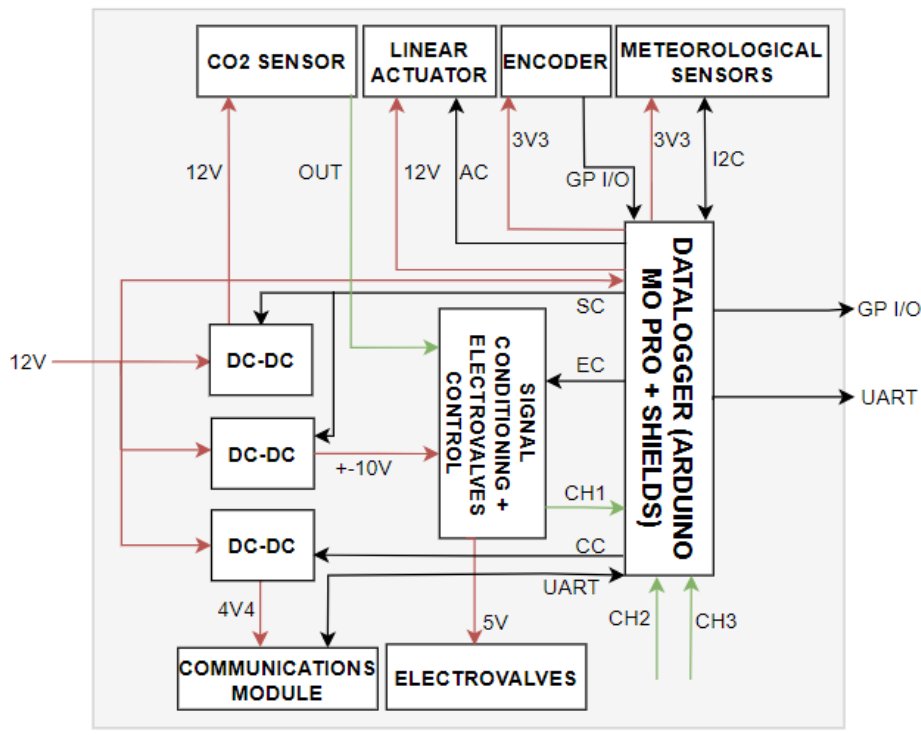 CO2 SENSOR
LINEAR
ACTUATOR
ENCODER
METEOROLOGICAL
SENSORS
12V
OUT
12V
AC
3V3
GP I/O
3V3
I2C
DATALOGGER (ARDUINO
MO PRO + SHIELDS)
SC
GP I/O
12V
DC-DC
SIGNAL
CONDITIONING +
ELECTROVALVES
CONTROL
EC
UART
DC-DC
+-10V
CH1
DC-DC
CC
UART
4V4
5V
CH2
CH3
COMMUNICATIONS
MODULE
ELECTROVALVES